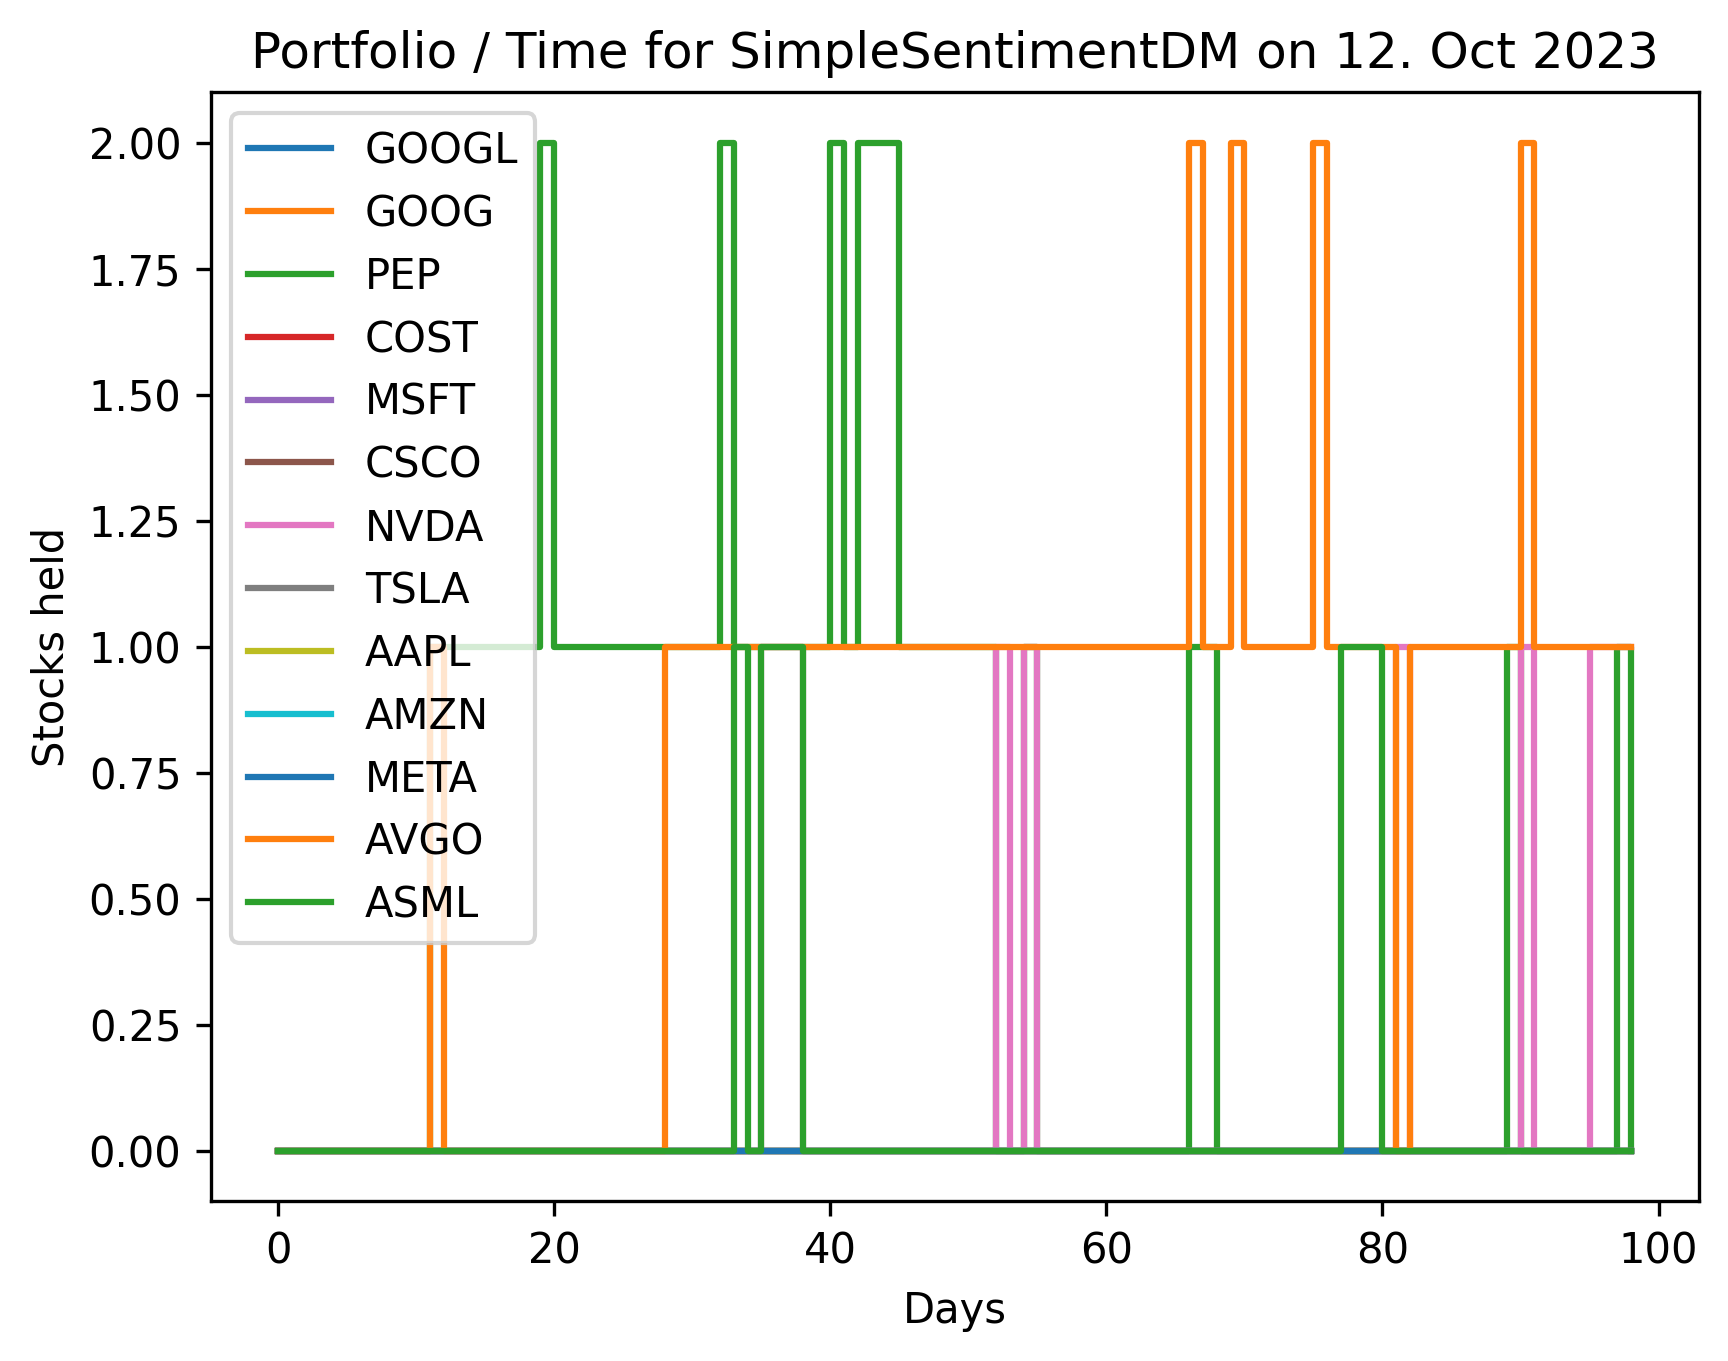 Portfolio / Time for SimpleSentimentDM on 12. Oct 2023
GOOGL
GOOG
PEP
COST
MSFT
CSCO
NVDA
TSLA
AAPL
AMZN
META
AVGO
ASML
2.00
1.75
1.50
1.25
1.00
0.75
0.50
0.25
0.00
Stocks held
0 20 40 60 80 100
Days